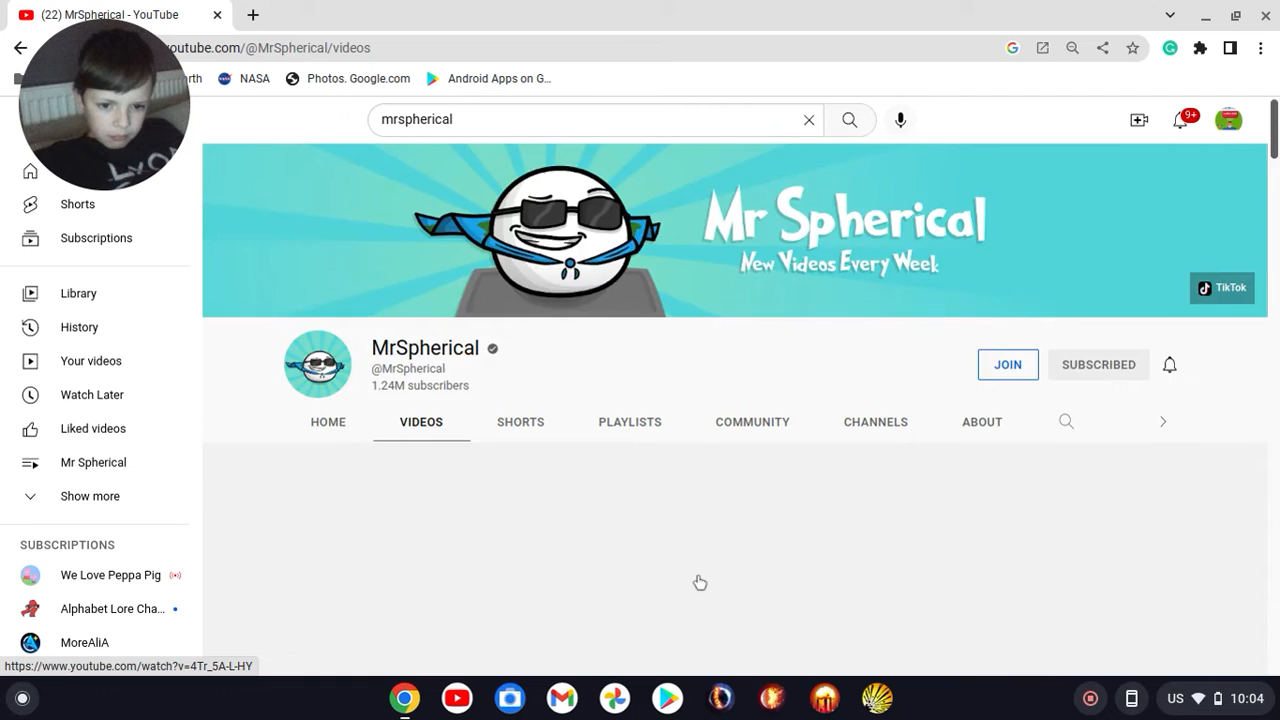 (22) MrSpherical - YouTube
youtube.com/@MrSpherical/videos
rth NASA Photos. Google.com Android Apps on G...
mrspherical
9+
LYON
Shorts
Subscriptions
Library
History
Your videos
Watch Later
Liked videos
Mr Spherical
Show more
SUBSCRIPTIONS
We Love Peppa Pig
Alphabet Lore Cha...
MoreAliA
Mr Spherical
New Videos Every Week
TikTok
MrSpherical
@MrSpherical
1.24M subscribers
JOIN SUBSCRIBED
HOME VIDEOS SHORTS PLAYLISTS COMMUNITY CHANNELS ABOUT
https://www.youtube.com/watch?v=4Tr_5A-L-HY
US 10:04